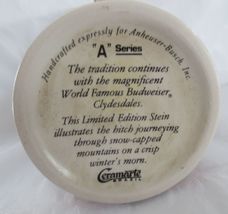 Handcrafted expressly for Anheuser-Busch, Inc.
"A" Series
The tradition continues
with the magnificent
World Famous Budweiser®
Clydesdales.
This Limited Edition Stein
illustrates the hitch journeying
through snow-capped
mountains on a crisp
winter's morn.
Ceramarte
BRAZIL